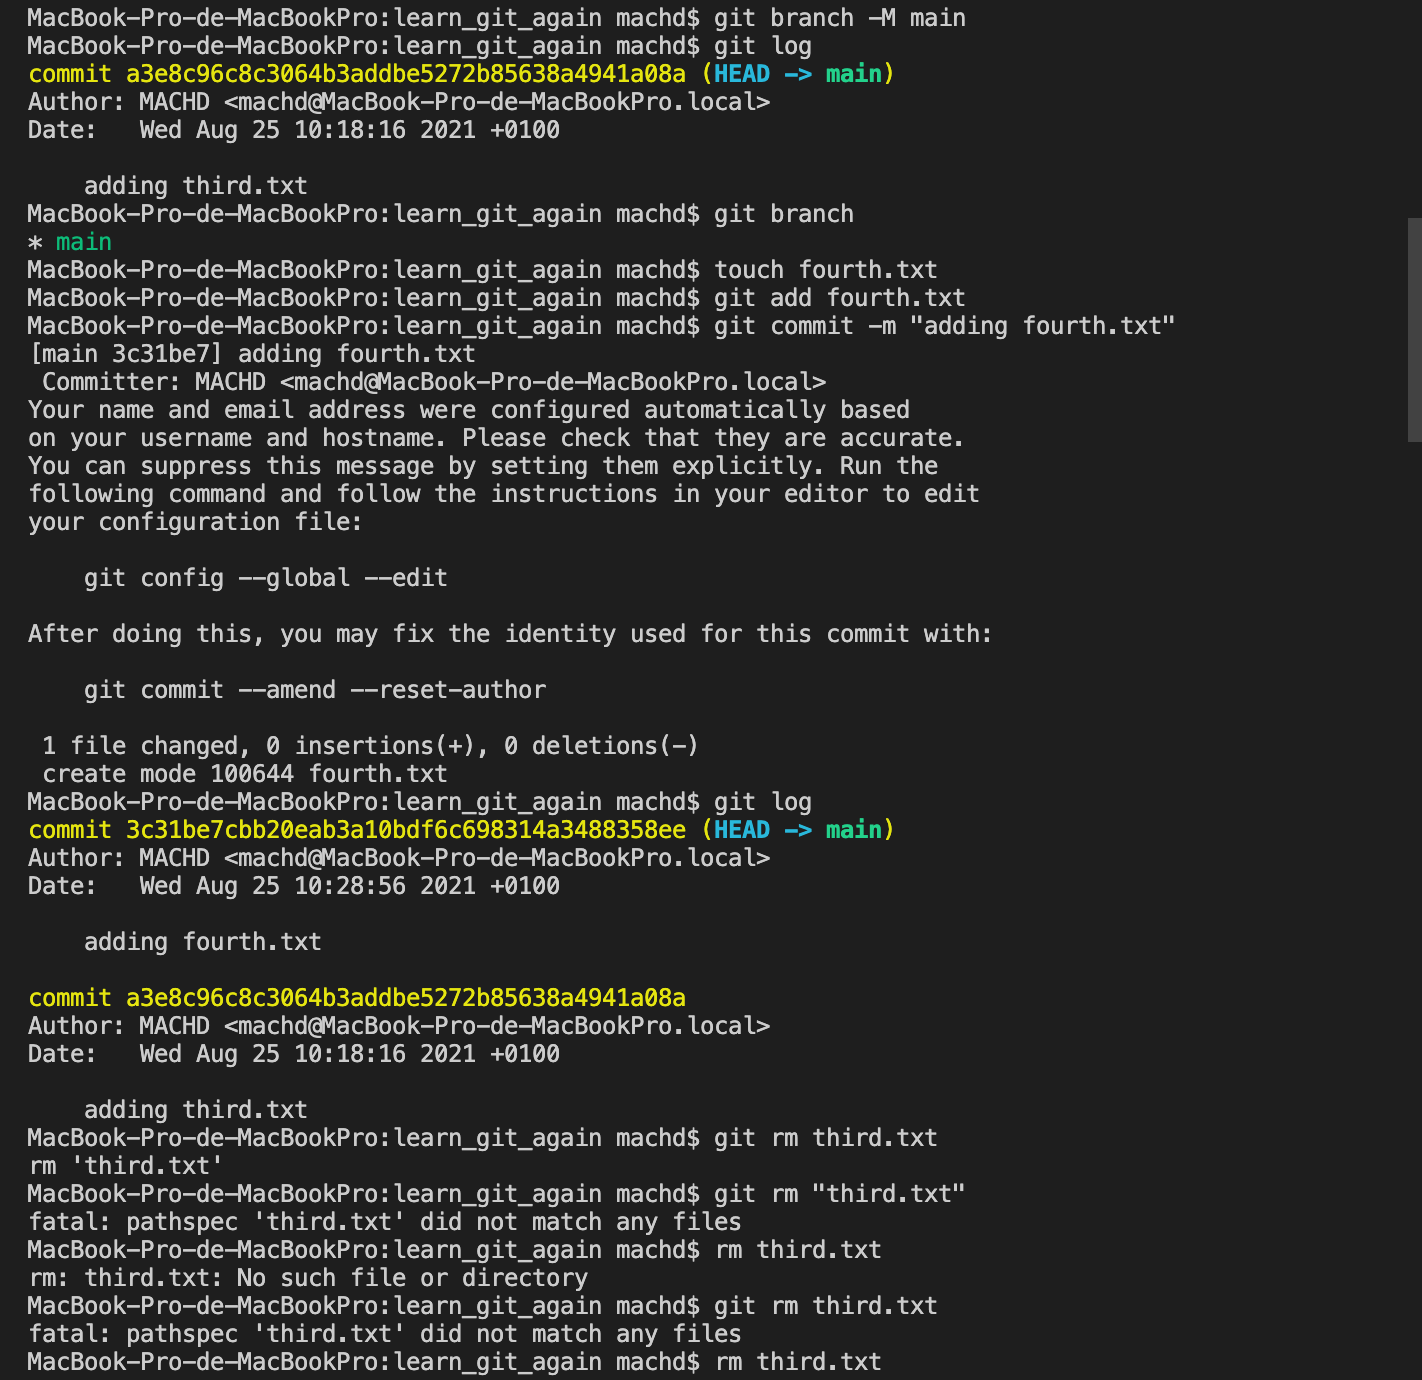 MacBook-Pro-de-MacBookPro:learn_git_again machd$ git branch -M main
MacBook-Pro-de-MacBookPro:learn_git_again machd$ git log
commit a3e8c96c8c3064b3addbe5272b85638a4941a08a (HEAD -> main)
Author: MACHD <machd@MacBook-Pro-de-MacBookPro.local>
Date:   Wed Aug 25 10:18:16 2021 +0100

    adding third.txt
MacBook-Pro-de-MacBookPro:learn_git_again machd$ git branch
* main
MacBook-Pro-de-MacBookPro:learn_git_again machd$ touch fourth.txt
MacBook-Pro-de-MacBookPro:learn_git_again machd$ git add fourth.txt
MacBook-Pro-de-MacBookPro:learn_git_again machd$ git commit -m "adding fourth.txt"
[main 3c31be7] adding fourth.txt
 Committer: MACHD <machd@MacBook-Pro-de-MacBookPro.local>
Your name and email address were configured automatically based
on your username and hostname. Please check that they are accurate.
You can suppress this message by setting them explicitly. Run the
following command and follow the instructions in your editor to edit
your configuration file:

    git config --global --edit

After doing this, you may fix the identity used for this commit with:

    git commit --amend --reset-author

 1 file changed, 0 insertions(+), 0 deletions(-)
 create mode 100644 fourth.txt
MacBook-Pro-de-MacBookPro:learn_git_again machd$ git log
commit 3c31be7cbb20eab3a10bdf6c698314a3488358ee (HEAD -> main)
Author: MACHD <machd@MacBook-Pro-de-MacBookPro.local>
Date:   Wed Aug 25 10:28:56 2021 +0100

    adding fourth.txt

commit a3e8c96c8c3064b3addbe5272b85638a4941a08a
Author: MACHD <machd@MacBook-Pro-de-MacBookPro.local>
Date:   Wed Aug 25 10:18:16 2021 +0100

    adding third.txt
MacBook-Pro-de-MacBookPro:learn_git_again machd$ git rm third.txt
rm 'third.txt'
MacBook-Pro-de-MacBookPro:learn_git_again machd$ git rm "third.txt"
fatal: pathspec 'third.txt' did not match any files
MacBook-Pro-de-MacBookPro:learn_git_again machd$ rm third.txt
rm: third.txt: No such file or directory
MacBook-Pro-de-MacBookPro:learn_git_again machd$ git rm third.txt
fatal: pathspec 'third.txt' did not match any files
MacBook-Pro-de-MacBookPro:learn_git_again machd$ rm third.txt